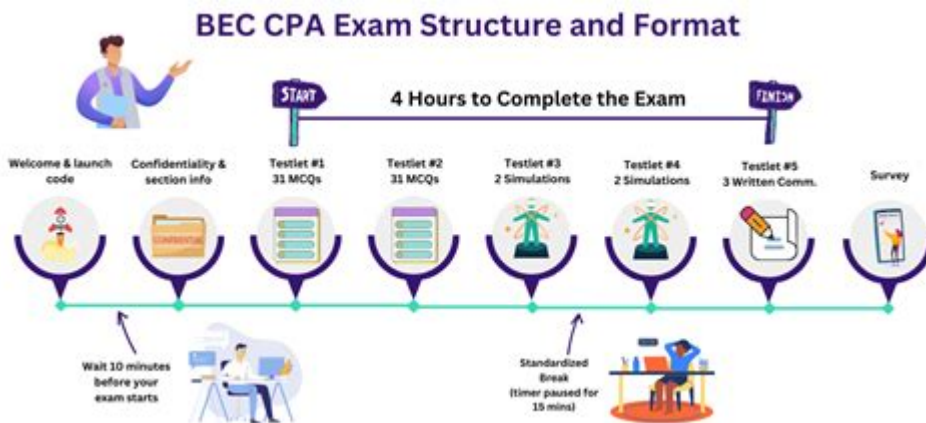 BEC CPA Exam Structure and Format
START
4 Hours to Complete the Exam
FINISH
Welcome & launch
code
Confidentiality &
section info
Testlet #1
31 MCQs
Testlet #2
31 MCQs
Testlet #3
2 Simulations
Testlet #4
2 Simulations
Testlet #5
3 Written Comm.
Survey
CONFIDENTIAL
Wait 10 minutes
before your
exam starts
Standardized
Break
(timer paused for
15 mins)